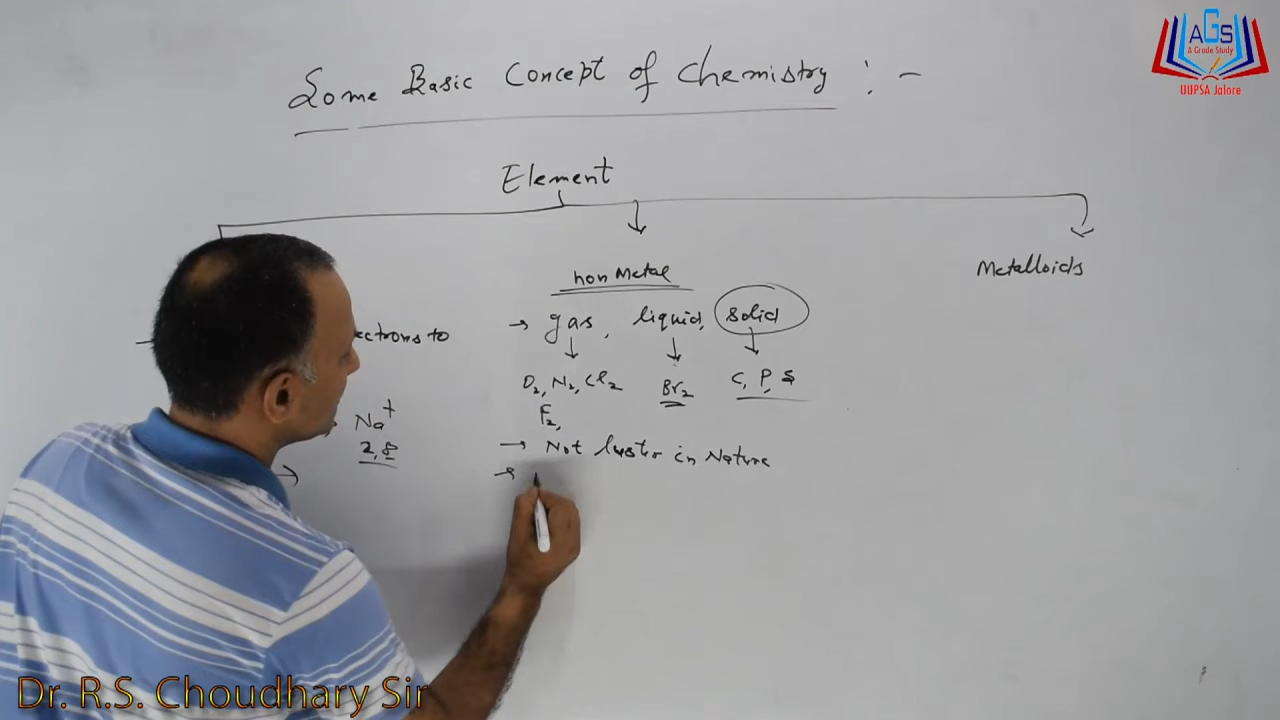 AGS
A Grade Study
UUPSA Jalore
Some Basic Concept of Chemistry : -
Element
non Metal
Metalloids
→ gas, liquid, solid
ectrons to
O2, N2, Cl2
Br2
C, P, S
F2,
Na+
2,8
→ Not luster in Nature
→
Dr. R.S. Choudhary Sir